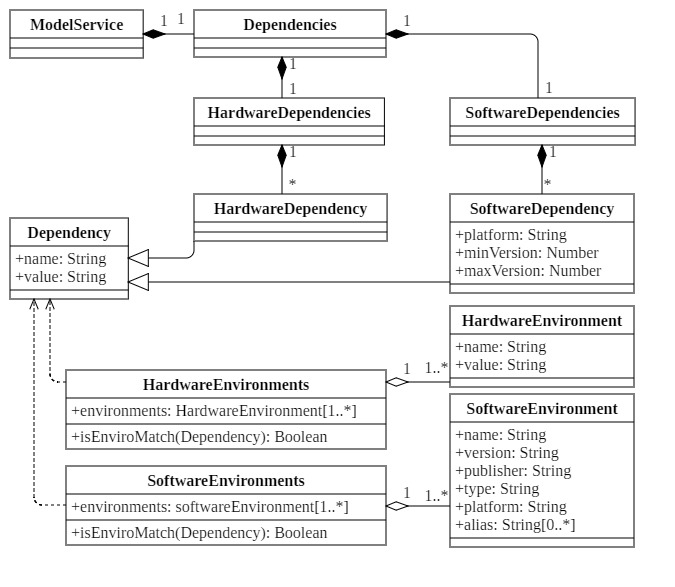 ModelService
1
1
Dependencies
1
1
1
1
HardwareDependencies
SoftwareDependencies
1
*
1
*
HardwareDependency
SoftwareDependency
+platform: String
+minVersion: Number
+maxVersion: Number
Dependency
+name: String
+value: String
HardwareEnvironment
+name: String
+value: String
1
1..*
HardwareEnvironments
+environments: HardwareEnvironment[1..*]
+isEnviroMatch(Dependency): Boolean
SoftwareEnvironment
+name: String
+version: String
+publisher: String
+type: String
+platform: String
+alias: String[0..*]
1
1..*
SoftwareEnvironments
+environments: softwareEnvironment[1..*]
+isEnviroMatch(Dependency): Boolean